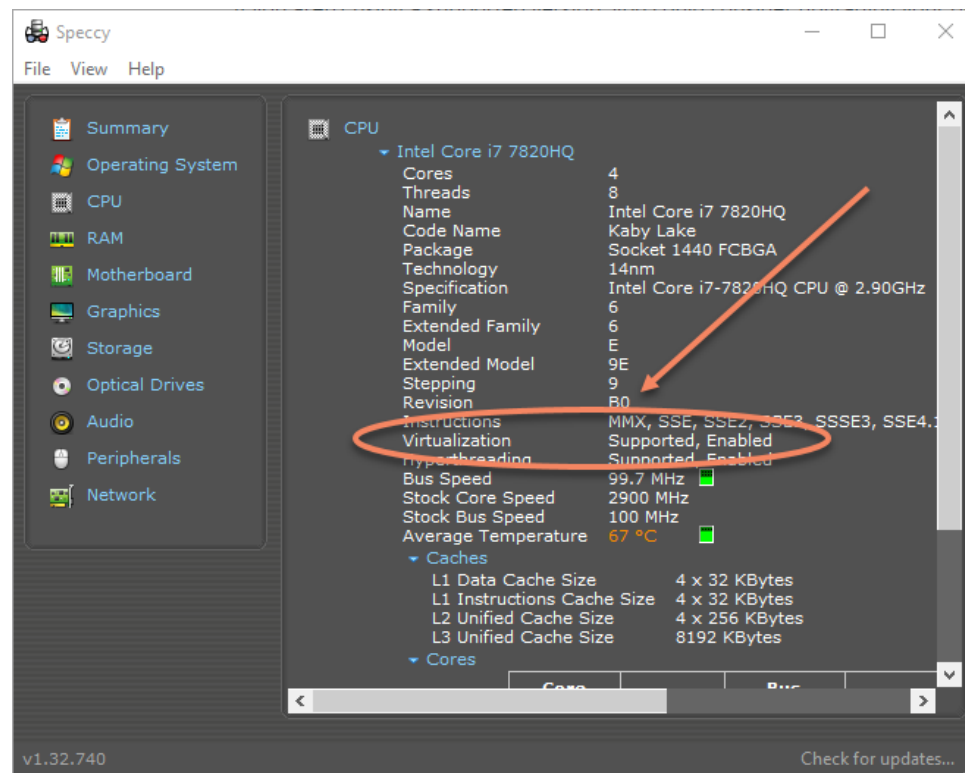 Speccy
File View Help
Summary
Operating System
CPU
RAM
Motherboard
Graphics
Storage
Optical Drives
Audio
Peripherals
Network
CPU
Intel Core i7 7820HQ
Cores 4
Threads 8
Name Intel Core i7 7820HQ
Code Name Kaby Lake
Package Socket 1440 FCBGA
Technology 14nm
Specification Intel Core i7-7820HQ CPU @ 2.90GHz
Family 6
Extended Family 6
Model E
Extended Model 9E
Stepping 9
Revision B0
Instructions MMX, SSE, SSE2, SSE3, SSSE3, SSE4.1
Virtualization Supported, Enabled
Hyperthreading Supported, Enabled
Bus Speed 99.7 MHz
Stock Core Speed 2900 MHz
Stock Bus Speed 100 MHz
Average Temperature 67 °C
Caches
L1 Data Cache Size 4 x 32 KBytes
L1 Instructions Cache Size 4 x 32 KBytes
L2 Unified Cache Size 4 x 256 KBytes
L3 Unified Cache Size 8192 KBytes
Cores
Core Bus
v1.32.740 Check for updates...